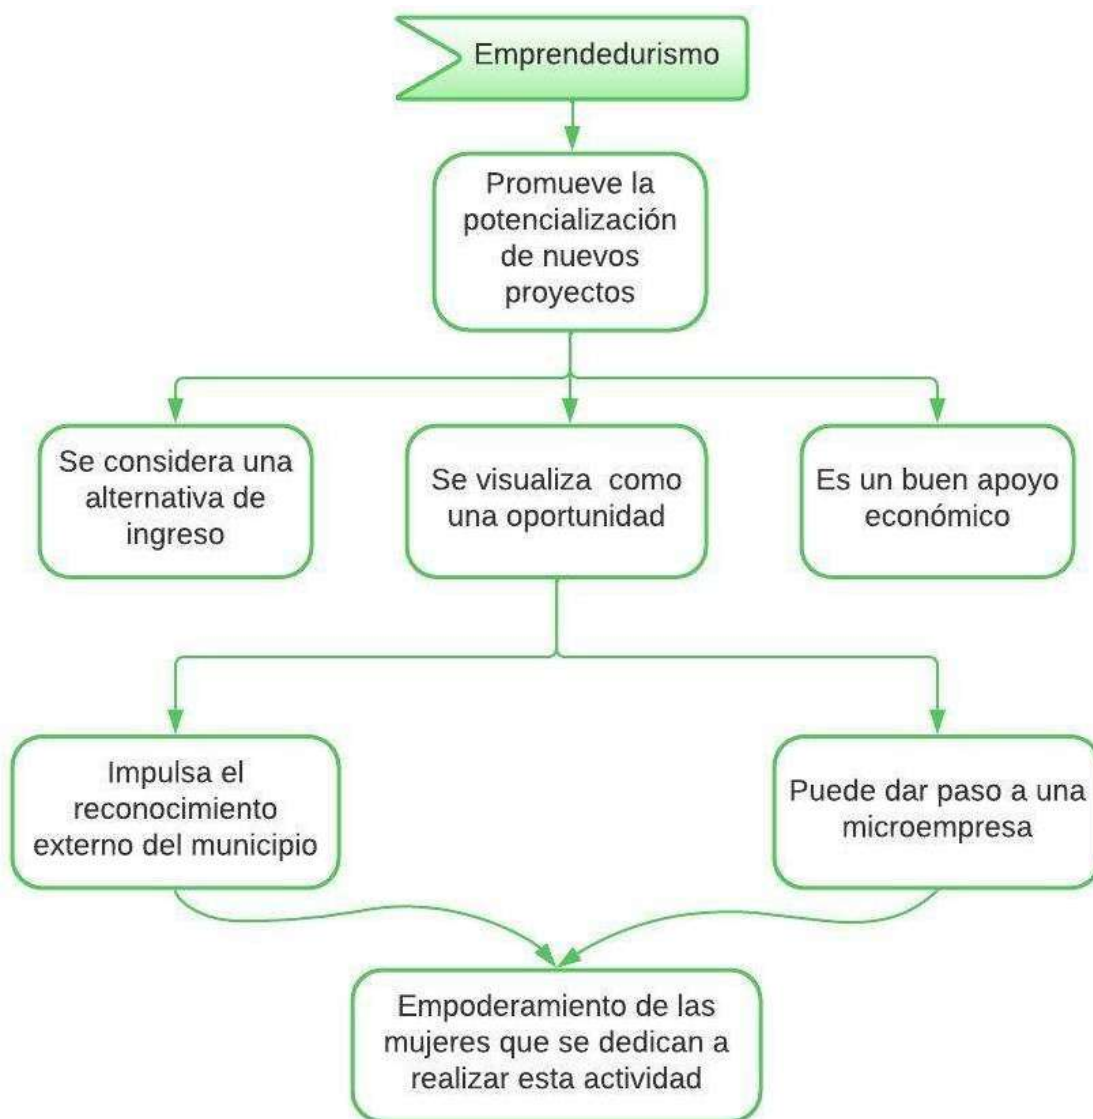 Emprendedurismo
Promueve la
potencialización
de nuevos
proyectos
Se considera una
alternativa de
ingreso
Se visualiza como
una oportunidad
Es un buen apoyo
económico
Impulsa el
reconocimiento
externo del municipio
Puede dar paso a una
microempresa
Empoderamiento de las
mujeres que se dedican a
realizar esta actividad